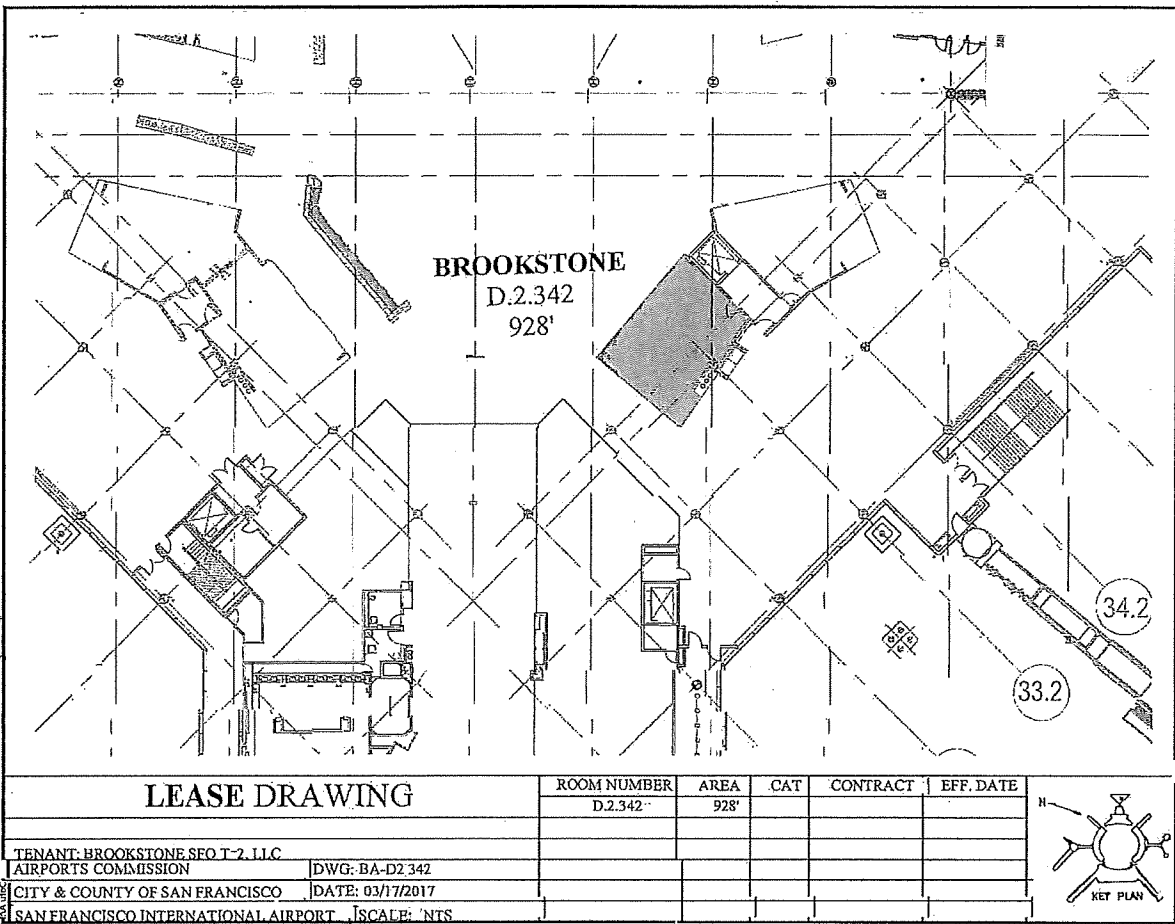 BROOKSTONE
D.2.342
928'
34.2
33.2
LEASE DRAWING
ROOM NUMBER AREA CAT CONTRACT EFF. DATE
D.2.342 928'
TENANT: BROOKSTONE SFO T-2, LLC
AIRPORTS COMMISSION DWG: BA-D2 342
CITY & COUNTY OF SAN FRANCISCO DATE: 03/17/2017
SAN FRANCISCO INTERNATIONAL AIRPORT SCALE: NTS
N
KEY PLAN